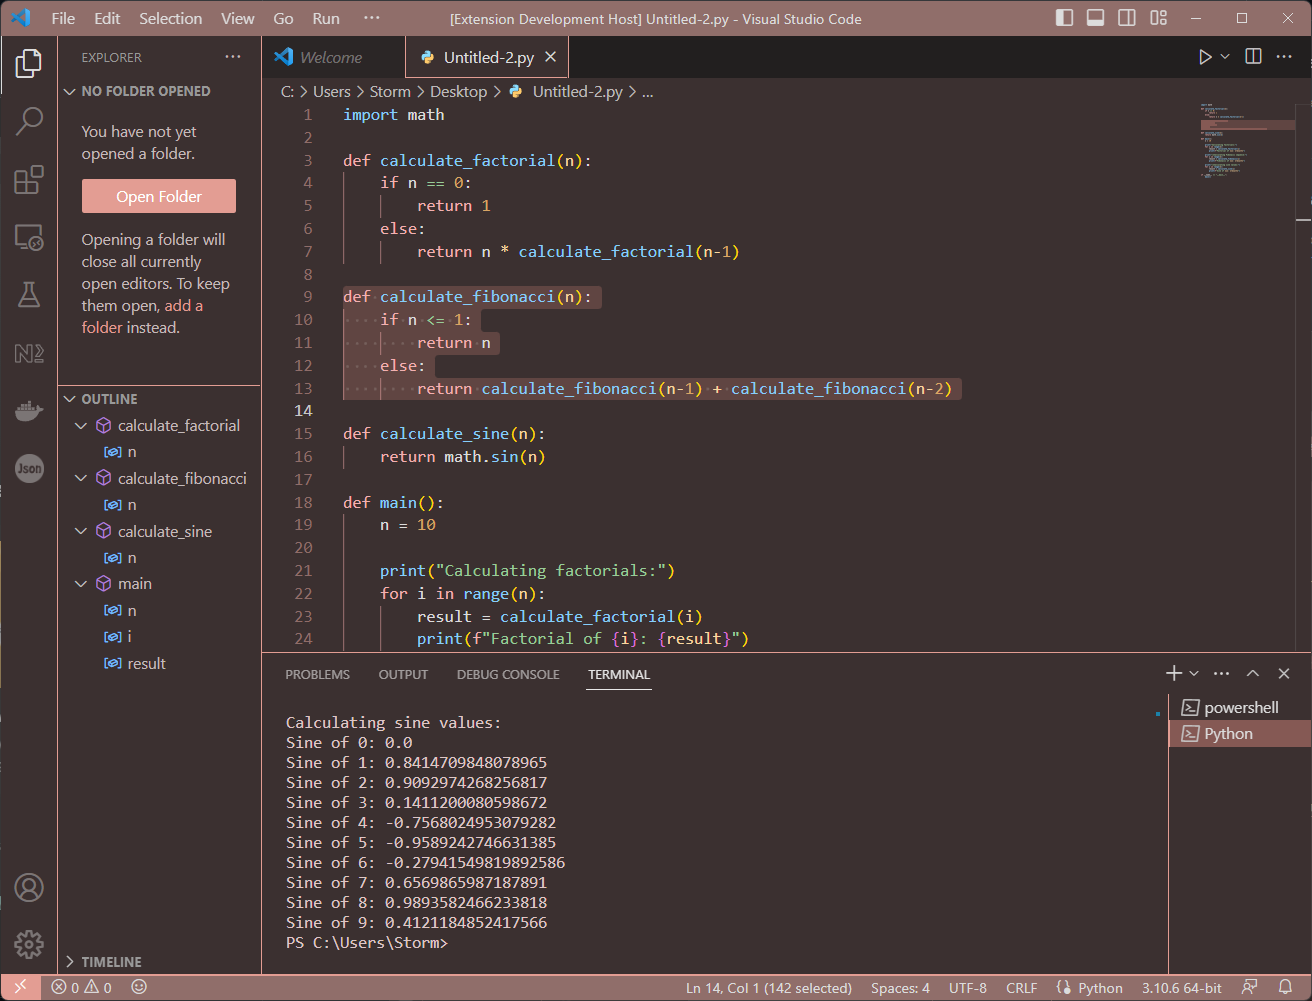 File Edit Selection View Go Run ··· [Extension Development Host] Untitled-2.py - Visual Studio Code
EXPLORER ···
NO FOLDER OPENED
You have not yet
opened a folder.
Open Folder
Opening a folder will
close all currently
open editors. To keep
them open, add a
folder instead.
OUTLINE
calculate_factorial
n
calculate_fibonacci
n
calculate_sine
n
main
n
i
result
TIMELINE
Json
Welcome Untitled-2.py
C: > Users > Storm > Desktop > Untitled-2.py > ...
1 import math
2
3 def calculate_factorial(n):
4     if n == 0:
5         return 1
6     else:
7         return n * calculate_factorial(n-1)
8
9 def calculate_fibonacci(n):
10     if n <= 1:
11         return n
12     else:
13         return calculate_fibonacci(n-1) + calculate_fibonacci(n-2)
14
15 def calculate_sine(n):
16     return math.sin(n)
17
18 def main():
19     n = 10
20
21     print("Calculating factorials:")
22     for i in range(n):
23         result = calculate_factorial(i)
24         print(f"Factorial of {i}: {result}")
PROBLEMS OUTPUT DEBUG CONSOLE TERMINAL
Calculating sine values:
Sine of 0: 0.0
Sine of 1: 0.8414709848078965
Sine of 2: 0.9092974268256817
Sine of 3: 0.1411200080598672
Sine of 4: -0.7568024953079282
Sine of 5: -0.9589242746631385
Sine of 6: -0.27941549819892586
Sine of 7: 0.6569865987187891
Sine of 8: 0.9893582466233818
Sine of 9: 0.4121184852417566
PS C:\Users\Storm>
powershell
Python
0 0 Ln 14, Col 1 (142 selected) Spaces: 4 UTF-8 CRLF Python 3.10.6 64-bit